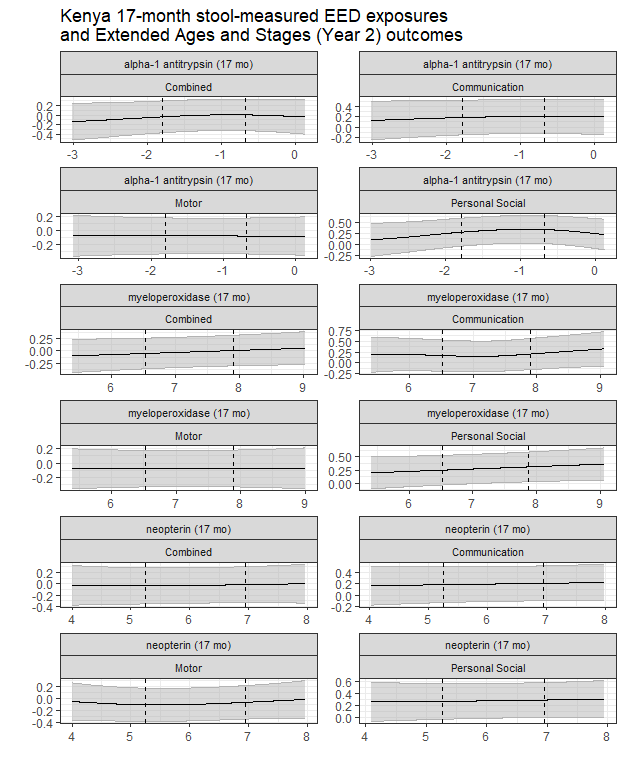 Kenya 17-month stool-measured EED exposures
and Extended Ages and Stages (Year 2) outcomes
alpha-1 antitrypsin (17 mo)
Combined
0.2
0.0
-0.2
-0.4
-3 -2 -1 0
alpha-1 antitrypsin (17 mo)
Communication
0.4
0.2
0.0
-0.2
-3 -2 -1 0
alpha-1 antitrypsin (17 mo)
Motor
0.2
0.0
-0.2
-3 -2 -1 0
alpha-1 antitrypsin (17 mo)
Personal Social
0.50
0.25
0.00
-0.25
-3 -2 -1 0
myeloperoxidase (17 mo)
Combined
0.25
0.00
-0.25
6 7 8 9
myeloperoxidase (17 mo)
Communication
0.75
0.50
0.25
0.00
-0.25
6 7 8 9
myeloperoxidase (17 mo)
Motor
0.2
0.0
-0.2
6 7 8 9
myeloperoxidase (17 mo)
Personal Social
0.50
0.25
0.00
6 7 8 9
neopterin (17 mo)
Combined
0.2
0.0
-0.2
-0.4
4 5 6 7 8
neopterin (17 mo)
Communication
0.4
0.2
0.0
-0.2
4 5 6 7 8
neopterin (17 mo)
Motor
0.2
0.0
-0.2
-0.4
4 5 6 7 8
neopterin (17 mo)
Personal Social
0.6
0.4
0.2
0.0
4 5 6 7 8